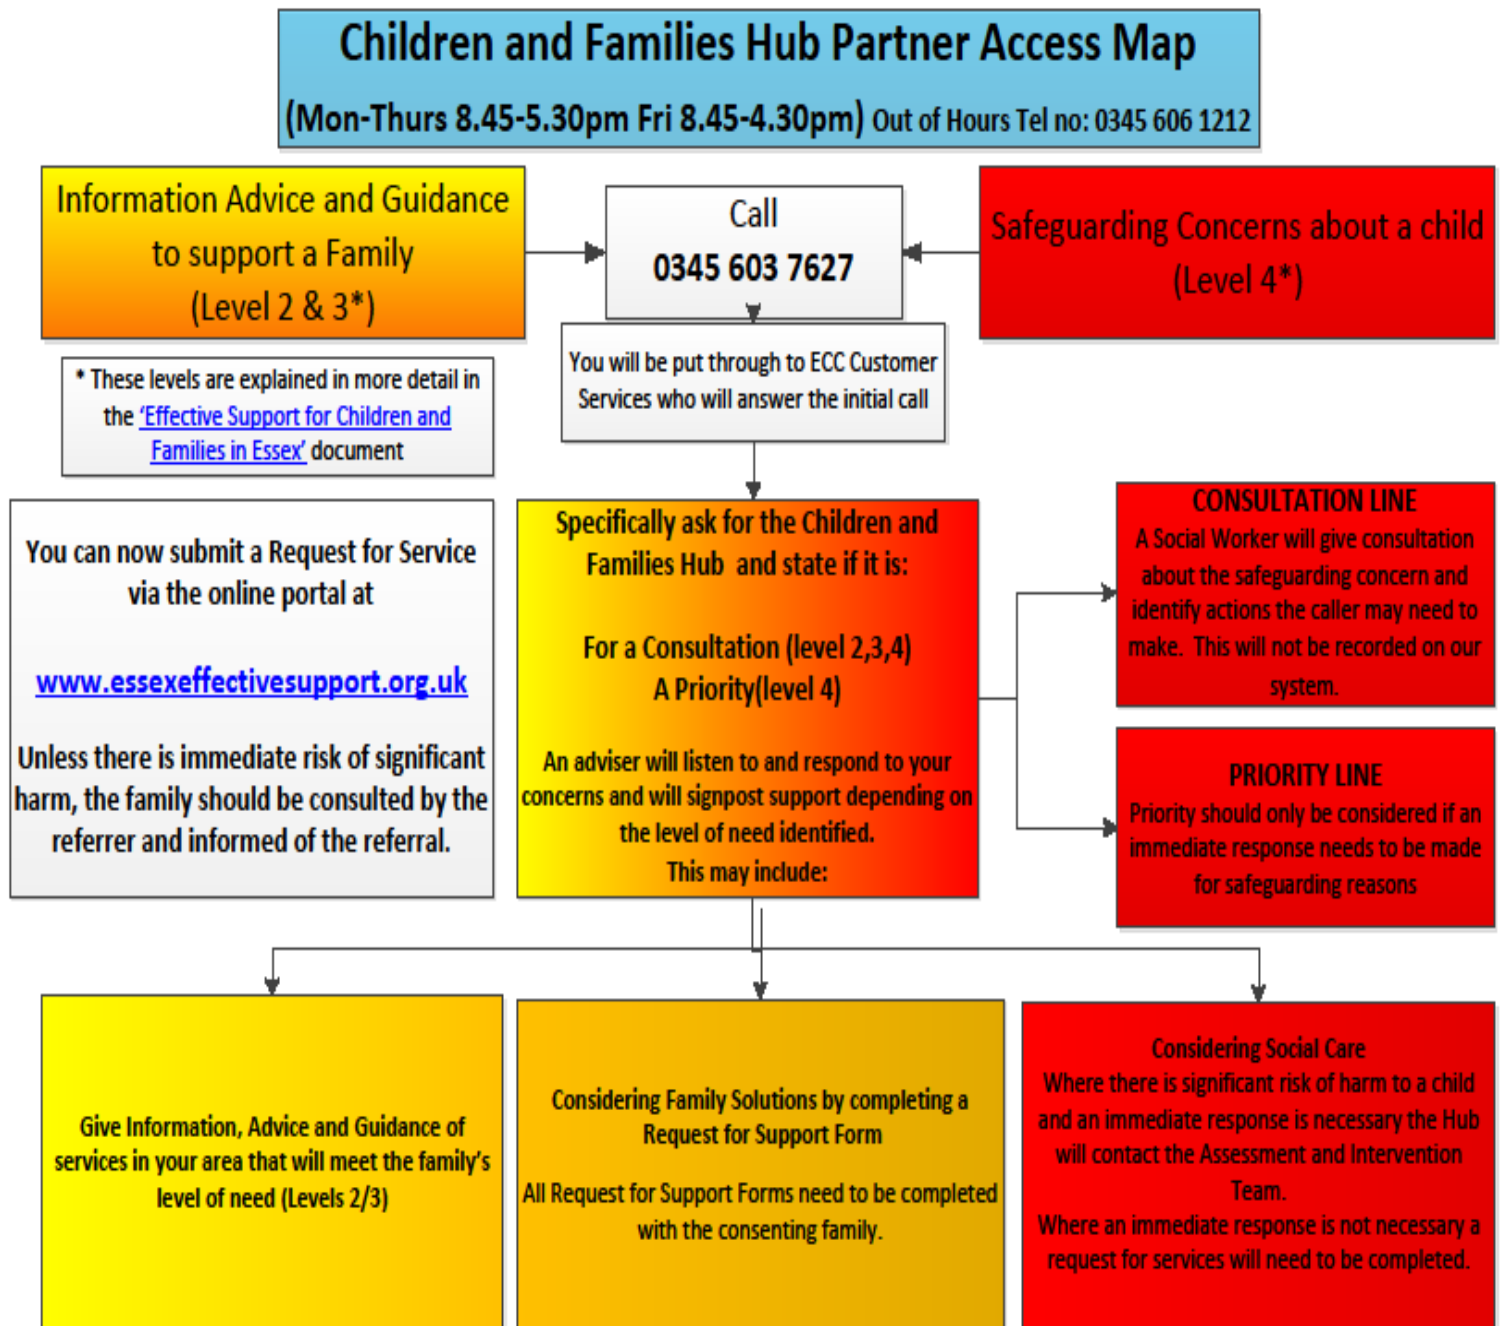 Children and Families Hub Partner Access Map
(Mon-Thurs 8.45-5.30pm Fri 8.45-4.30pm) Out of Hours Tel no: 0345 606 1212
Information Advice and Guidance
to support a Family
(Level 2 & 3*)
Call
0345 603 7627
Safeguarding Concerns about a child
(Level 4*)
You will be put through to ECC Customer
Services who will answer the initial call
* These levels are explained in more detail in
the 'Effective Support for Children and
Families in Essex' document
You can now submit a Request for Service
via the online portal at
www.essexeffectivesupport.org.uk
Unless there is immediate risk of significant
harm, the family should be consulted by the
referrer and informed of the referral.
Specifically ask for the Children and
Families Hub and state if it is:
For a Consultation (level 2,3,4)
A Priority(level 4)
An adviser will listen to and respond to your
concerns and will signpost support depending on
the level of need identified.
This may include:
CONSULTATION LINE
A Social Worker will give consultation
about the safeguarding concern and
identify actions the caller may need to
make. This will not be recorded on our
system.
PRIORITY LINE
Priority should only be considered if an
immediate response needs to be made
for safeguarding reasons
Give Information, Advice and Guidance of
services in your area that will meet the family's
level of need (Levels 2/3)
Considering Family Solutions by completing a
Request for Support Form
All Request for Support Forms need to be completed
with the consenting family.
Considering Social Care
Where there is significant risk of harm to a child
and an immediate response is necessary the Hub
will contact the Assessment and Intervention
Team.
Where an immediate response is not necessary a
request for services will need to be completed.